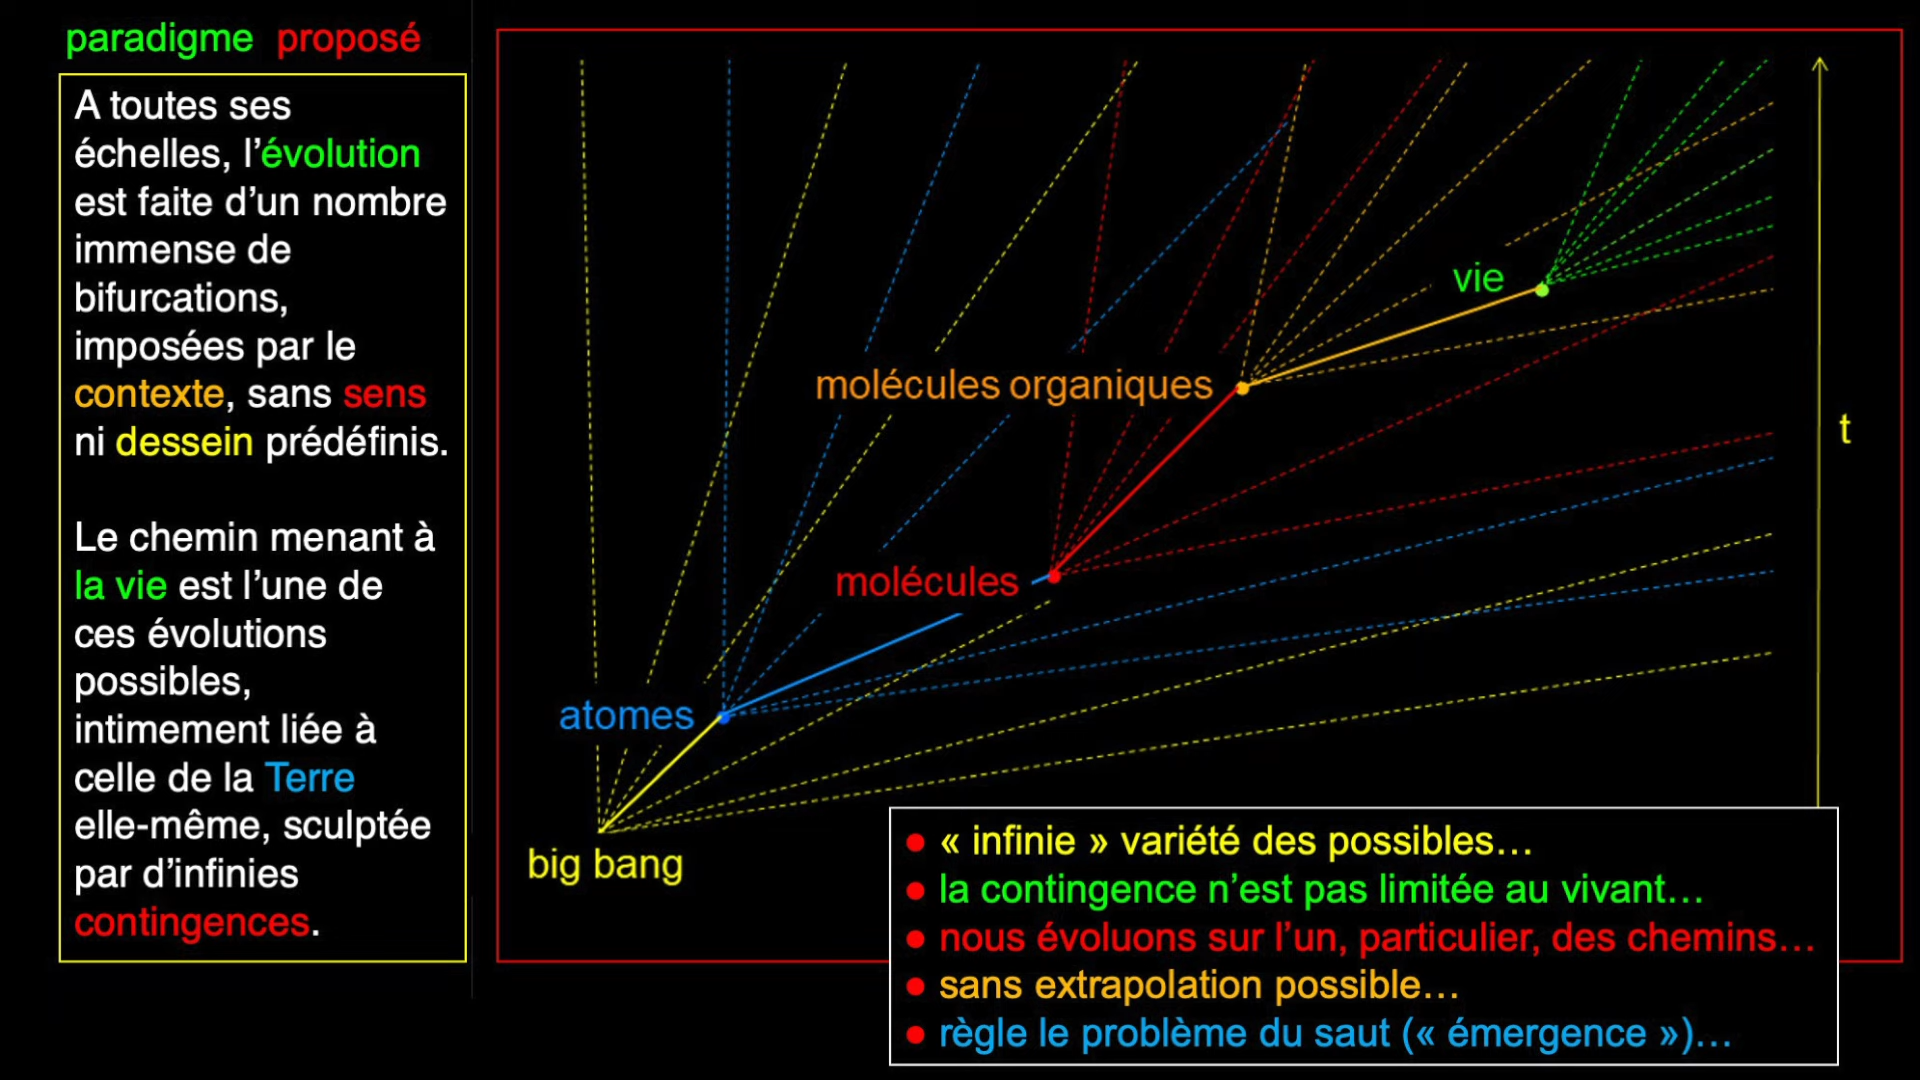 paradigme proposé
A toutes ses
échelles, l’évolution
est faite d’un nombre
immense de
bifurcations,
imposées par le
contexte, sans sens
ni dessein prédéfinis.
Le chemin menant à
la vie est l’une de
ces évolutions
possibles,
intimement liée à
celle de la Terre
elle-même, sculptée
par d’infinies
contingences.
vie
molécules organiques
t
molécules
atomes
big bang
● « infinie » variété des possibles…
● la contingence n’est pas limitée au vivant…
● nous évoluons sur l’un, particulier, des chemins…
● sans extrapolation possible…
● règle le problème du saut (« émergence »)…